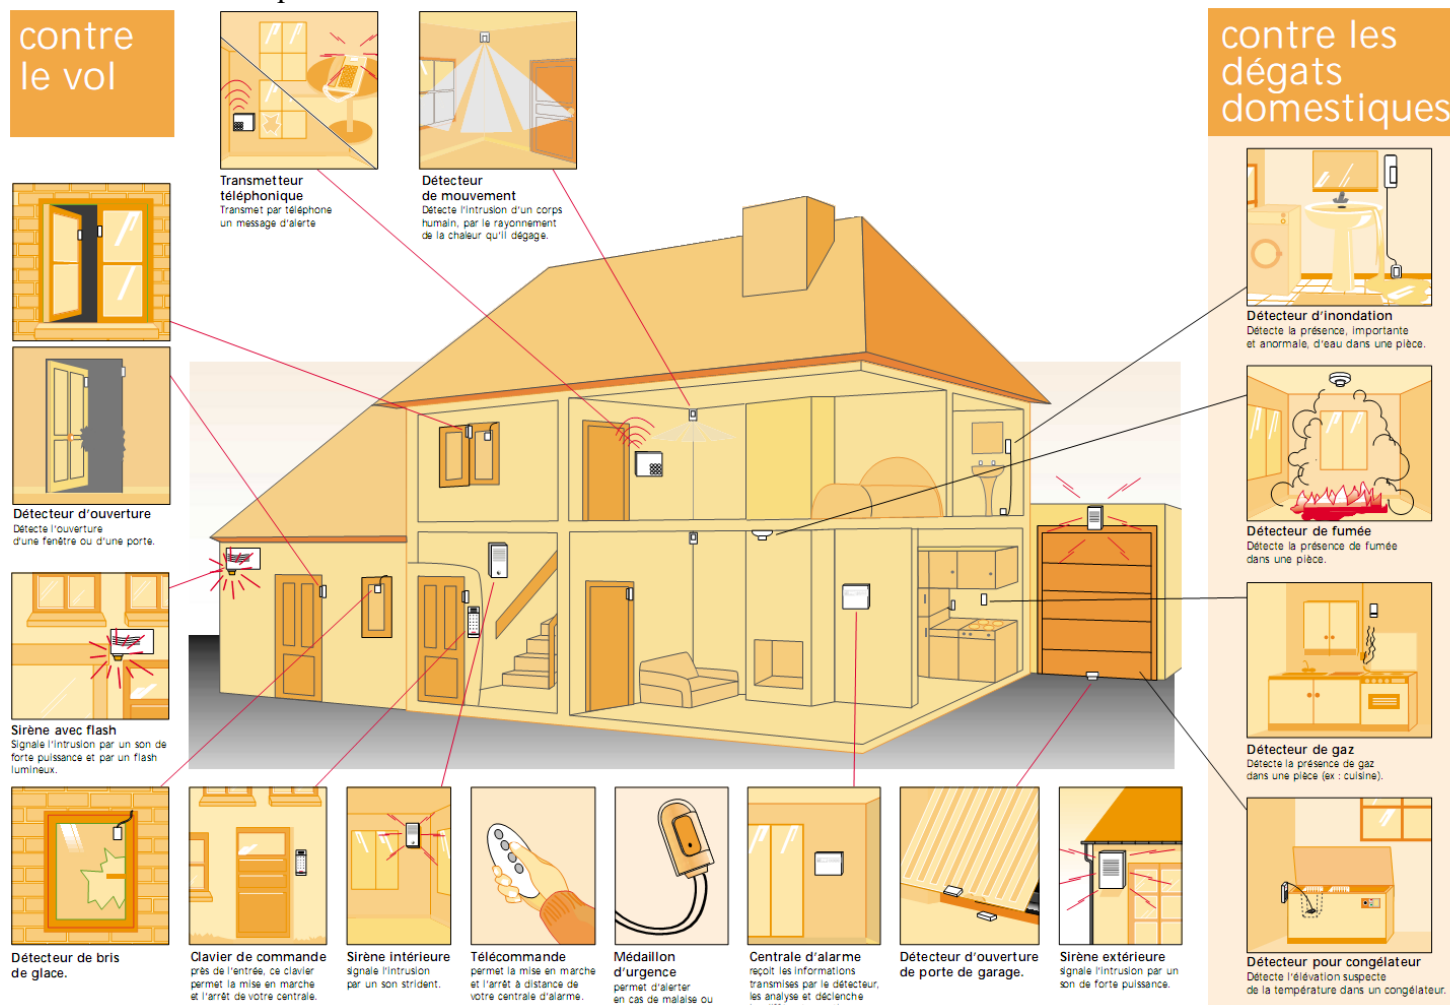 contre
le vol
contre les
dégats
domestiques
Transmetteur
téléphonique
Transmet par téléphone
un message d'alerte
Détecteur
de mouvement
Détecte l'intrusion d'un corps
humain, par le rayonnement
de la chaleur qu'il dégage.
Détecteur d'ouverture
Détecte l'ouverture
d'une fenêtre ou d'une porte.
Sirène avec flash
Signale l'intrusion par un son de
forte puissance et par un flash
lumineux.
Détecteur d'inondation
Détecte la présence, importante
et anormale, d'eau dans une pièce.
Détecteur de fumée
Détecte la présence de fumée
dans une pièce.
Détecteur de gaz
Détecte la présence de gaz
dans une pièce (ex : cuisine).
Détecteur de bris
de glace.
Clavier de commande
près de l'entrée, ce clavier
permet la mise en marche
et l'arrêt de votre centrale.
Sirène intérieure
signale l'intrusion
par un son strident.
Télécommande
permet la mise en marche
et l'arrêt à distance de
votre centrale d'alarme.
Médaillon
d'urgence
permet d'alerter
en cas de malaise ou
Centrale d'alarme
reçoit les informations
transmises par le détecteur,
les analyse et déclenche
Détecteur d'ouverture
de porte de garage.
Sirène extérieure
signale l'intrusion par un
son de forte puissance.
Détecteur pour congélateur
Détecte l'élévation suspecte
de la température dans un congélateur.